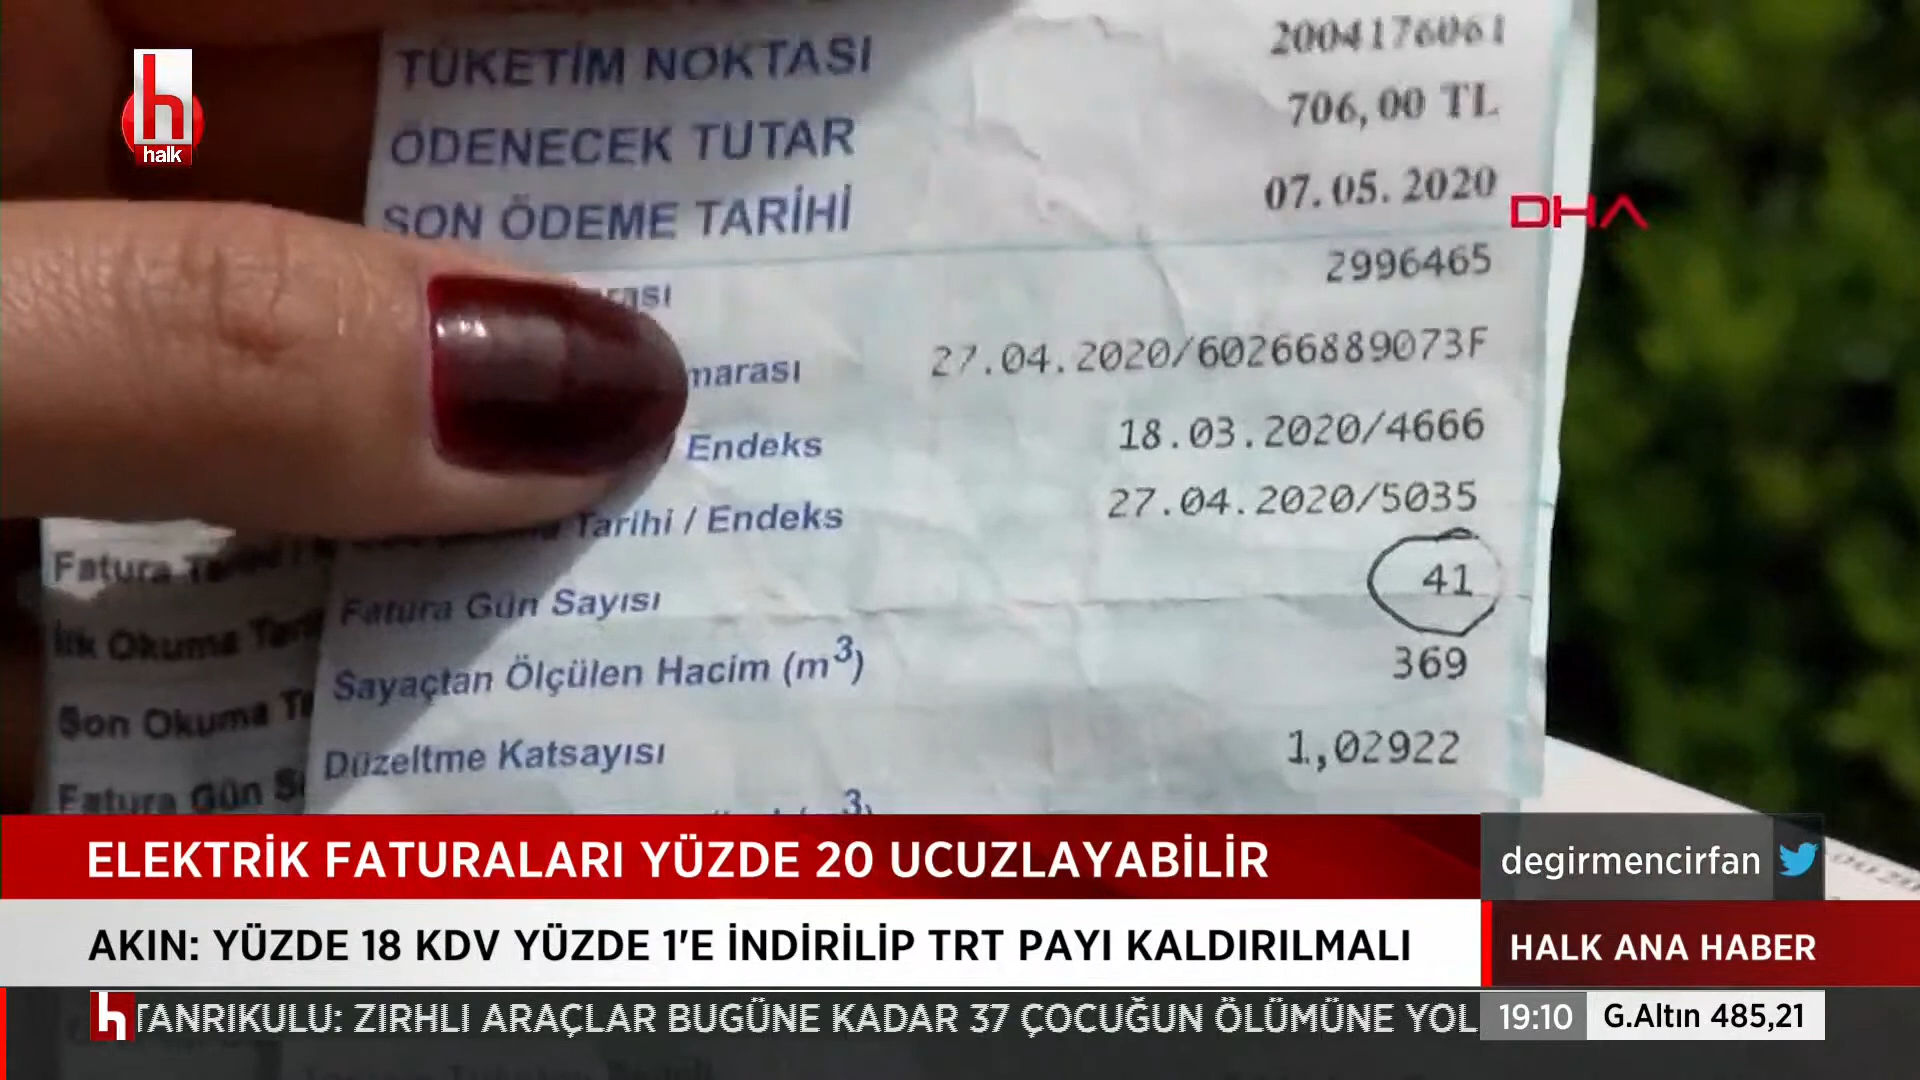 h
halk
TÜKETİM NOKTASI 2004176061
ÖDENECEK TUTAR 706,00 TL
SON ÖDEME TARİHİ 07.05.2020
DHA
2996465
27.04.2020/60266889073F
Endeks 18.03.2020/4666
Tarihi / Endeks 27.04.2020/5035
Fatura Gün Sayısı 41
Sayaçtan Ölçülen Hacim (m³) 369
Düzeltme Katsayısı 1,02922
Fatura
İlk Okuma
Son Okuma
Fatura Gün
ELEKTRİK FATURALARI YÜZDE 20 UCUZLAYABİLİR
degirmencirfan
AKIN: YÜZDE 18 KDV YÜZDE 1'E İNDİRİLİP TRT PAYI KALDIRILMALI
HALK ANA HABER
h TANRIKULU: ZIRHLI ARAÇLAR BUGÜNE KADAR 37 ÇOCUĞUN ÖLÜMÜNE YOL
19:10 G.Altın 485,21